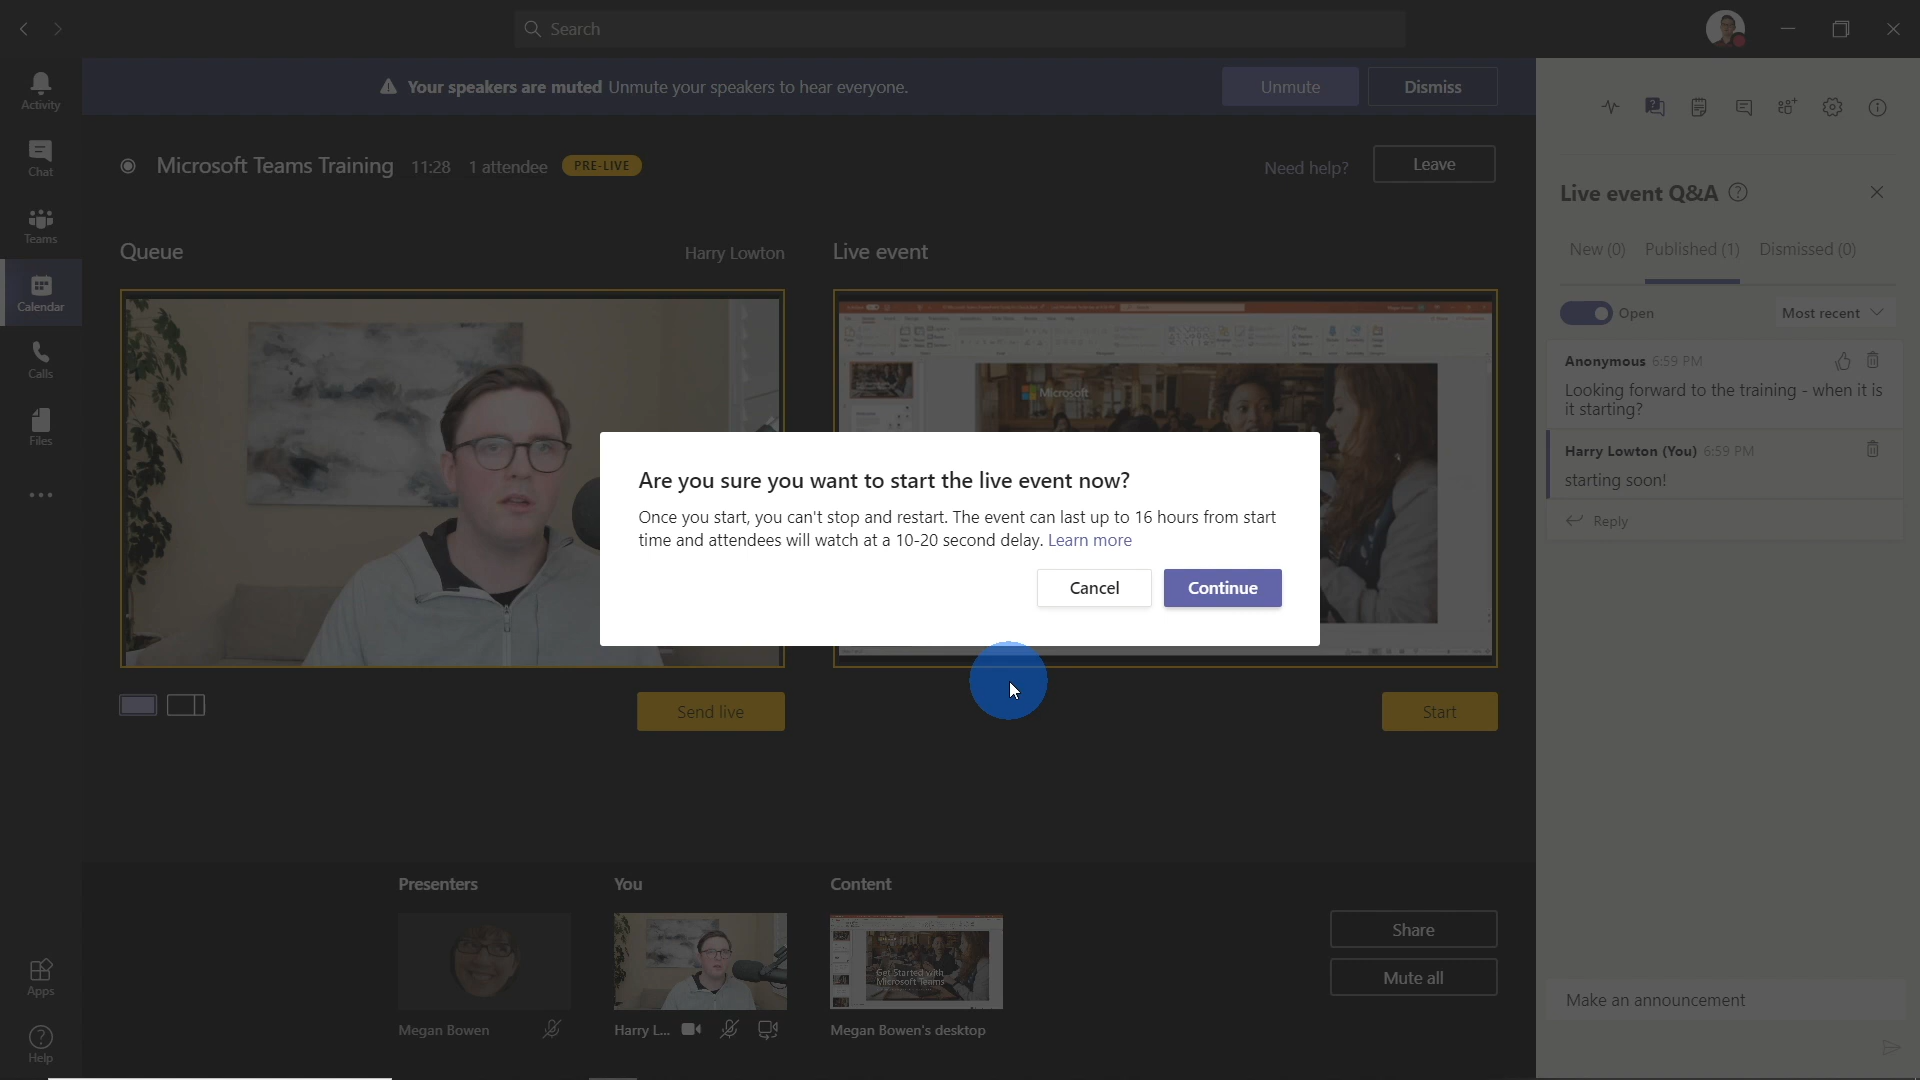 Search
Activity
Chat
Teams
Calendar
Calls
Files
Apps
Help
Your speakers are muted Unmute your speakers to hear everyone.
Unmute
Dismiss
Microsoft Teams Training 11:28 1 attendee PRE-LIVE
Need help?
Leave
Queue
Harry Lowton
Live event
Microsoft
Are you sure you want to start the live event now?
Once you start, you can't stop and restart. The event can last up to 16 hours from start
time and attendees will watch at a 10-20 second delay. Learn more
Cancel
Continue
Send live
Start
Presenters
You
Content
Get Started with
Microsoft Teams
Megan Bowen
Harry L...
Megan Bowen's desktop
Share
Mute all
Live event Q&A
New (0)
Published (1)
Dismissed (0)
Open
Most recent
Anonymous 6:59 PM
Looking forward to the training - when it is
it starting?
Harry Lowton (You) 6:59 PM
starting soon!
Reply
Make an announcement